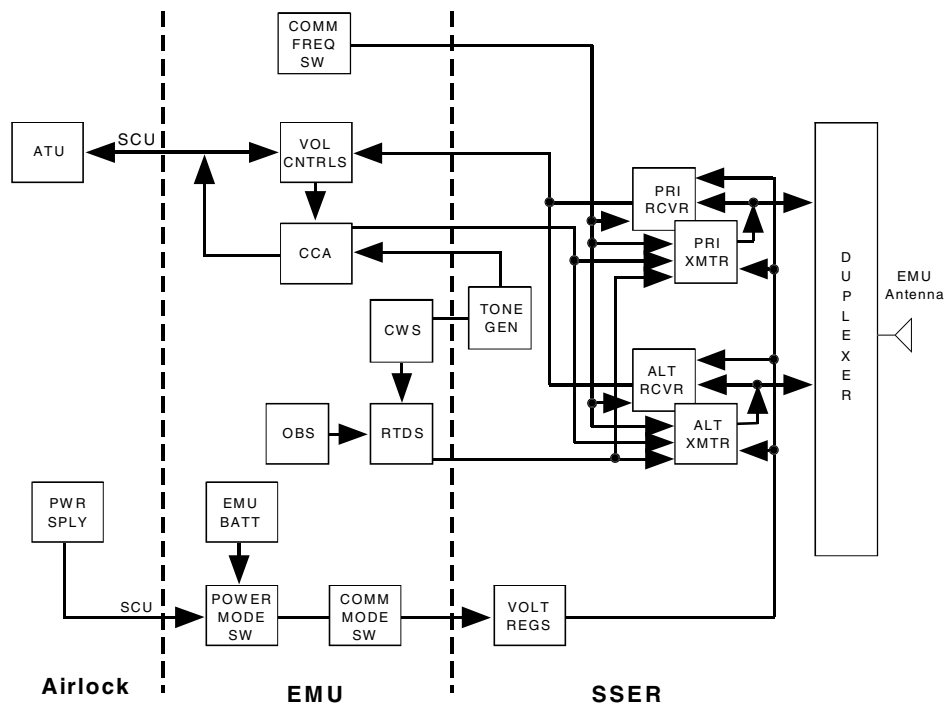 COMM
FREQ
SW
ATU
SCU
VOL
CNTRLS
PRI
RCVR
CCA
PRI
XMTR
DUPLEXER
EMU
Antenna
TONE
GEN
CWS
ALT
RCVR
OBS
RTDS
ALT
XMTR
PWR
SPLY
EMU
BATT
SCU
POWER
MODE
SW
COMM
MODE
SW
VOLT
REGS
Airlock
EMU
SSER